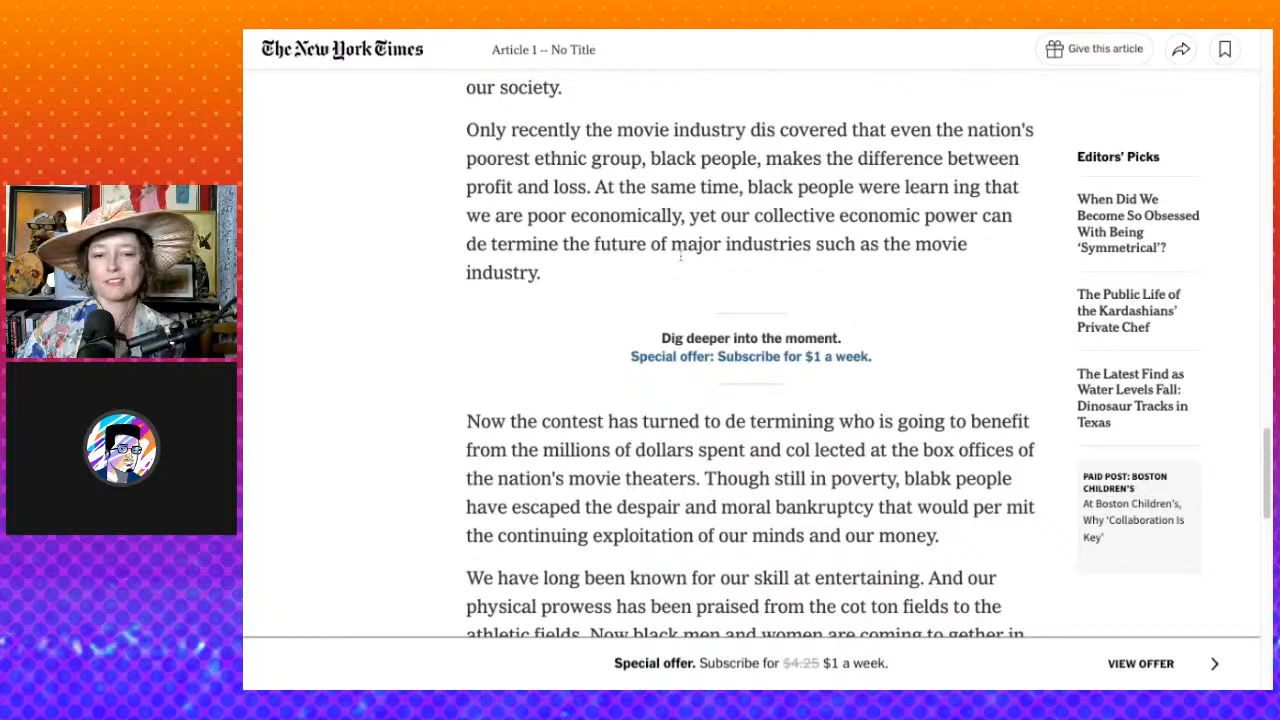 The New York Times
Article 1 -- No Title
Give this article
our society.
Only recently the movie industry dis covered that even the nation's
poorest ethnic group, black people, makes the difference between
profit and loss. At the same time, black people were learn ing that
we are poor economically, yet our collective economic power can
de termine the future of major industries such as the movie
industry.
Dig deeper into the moment.
Special offer: Subscribe for $1 a week.
Now the contest has turned to de termining who is going to benefit
from the millions of dollars spent and col lected at the box offices of
the nation's movie theaters. Though still in poverty, blabk people
have escaped the despair and moral bankruptcy that would per mit
the continuing exploitation of our minds and our money.
We have long been known for our skill at entertaining. And our
physical prowess has been praised from the cot ton fields to the
athletic fields. Now black men and women are coming to gether in
Editors' Picks
When Did We
Become So Obsessed
With Being
‘Symmetrical’?
The Public Life of
the Kardashians’
Private Chef
The Latest Find as
Water Levels Fall:
Dinosaur Tracks in
Texas
PAID POST: BOSTON
CHILDREN'S
At Boston Children's,
Why ‘Collaboration Is
Key’
Special offer. Subscribe for $4.25 $1 a week.
VIEW OFFER